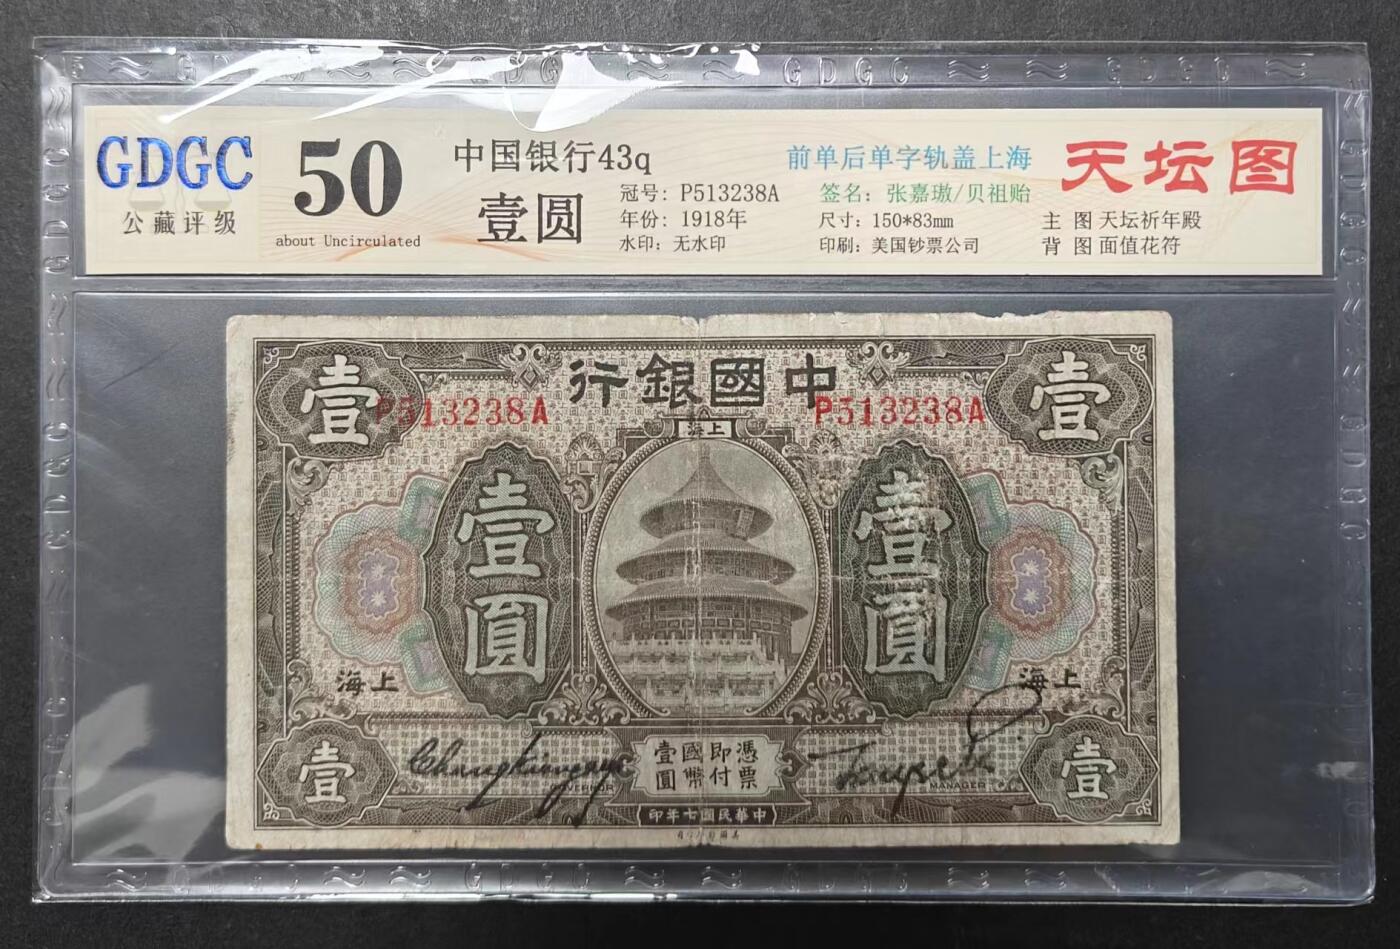 GDGC
公藏评级
50
about Uncirculated
中国银行43q
壹圆
冠号: P513238A
年份: 1918年
水印: 无水印
前单后单字轨盖上海
签名: 张嘉璈/贝祖贻
尺寸: 150*83mm
印刷: 美国钞票公司
天坛图
主 图 天坛祈年殿
背 图 面值花符
行銀國中
壹
壹
P513238A
P513238A
海上
壹圓
壹圓
海上
海上
憑票
即付
國幣
壹圓
GOVERNOR
MANAGER
壹
壹
印年七國民華中